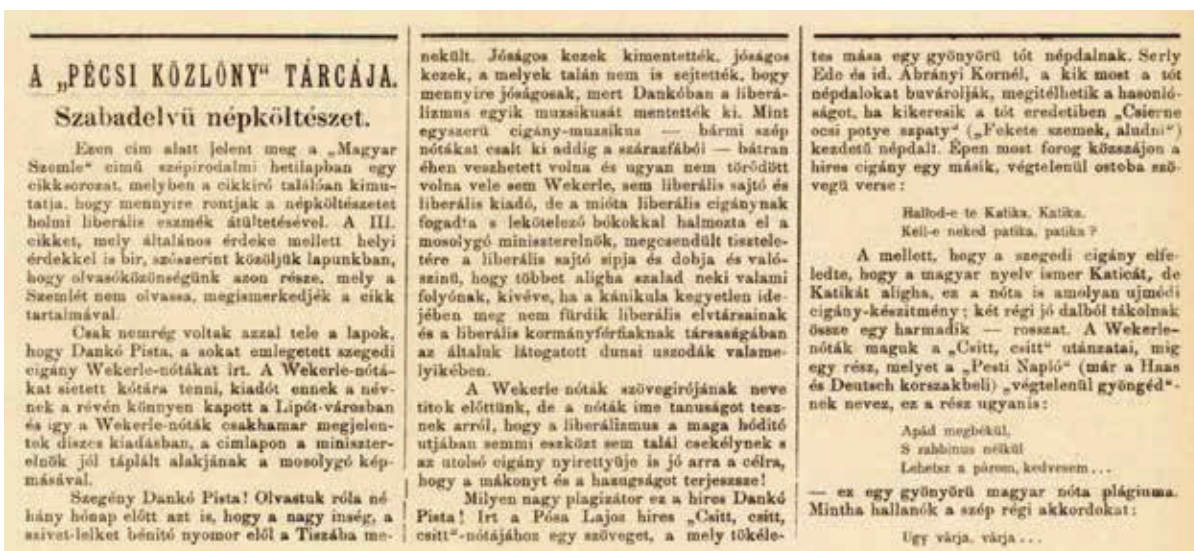 A „PÉCSI KÖZLÖNY“ TÁRCÁJA.
Szabadelvü népköltészet.
Ezen cim alatt jelent meg a „Magyar
Szemle“ cimü szépirodalmi hetilapban egy
cikksorozat, melyben a cikkiró találóan kimu-
tatja, hogy mennyire rontják a népköltészetet
holmi liberális eszmék átültetésével. A III.
cikket, mely általános érdeke mellett helyi
érdekkel is bir, szószerint közöljük lapunkban,
hogy olvasóközönségünk azon része, mely a
Szemlét nem olvassa, megismerkedjék a cikk
tartalmával.
Csak nemrég voltak azzal tele a lapok,
hogy Dankó Pista, a sokat emlegetett szegedi
cigány Wekerle-nótákat irt. A Wekerle-nótá-
kat sietett kótára tenni, kiadót ennek a név-
nek a révén könnyen kapott a Lipót-városban
és igy a Wekerle-nóták csakhamar megjelen-
tek diszes kiadásban, a cimlapon a miniszter-
elnök jól táplált alakjának a mosolygó kép-
másával.
Szegény Dankó Pista! Olvastuk róla né-
hány hónap előtt azt is, hogy a nagy inség, a
szivet-lelket bénitó nyomor elől a Tiszába me-
nekült. Jóságos kezek kimentették, jóságos
kezek, a melyek talán nem is sejtették, hogy
mennyire jóságosak, mert Dankóban a liberá-
lizmus egyik muzsikusát mentették ki. Mint
egyszerü cigány-muzsikus — bármi szép
nótákat csalt ki addig a szárazfából — bátran
éhen veszhetett volna és ugyan nem törődött
volna vele sem Wekerle, sem liberális sajtó és
liberális kiadó, de a mióta liberális cigánynak
fogadta s lekötelező bókokkal halmozta el a
mosolygó miniszterelnök, megcsendült tisztele-
tére a liberális sajtó sipja és dobja és való-
szinü, hogy többet aligha szalad neki valami
folyónak, kivéve, ha a kánikula kegyetlen ide-
jében meg nem fürdik liberális elvtársainak
és a liberális kormányférfiaknak társaságában
az általuk látogatott dunai uszodák valame-
lyikében.
A Wekerle nóták szövegirójának neve
titok előttünk, de a nóták ime tanuságot tesz-
nek arról, hogy a liberálizmus a maga hóditó
utjában semmi eszközt sem talál csekélynek s
az utolsó cigány nyirettyüje is jó arra a célra,
hogy a mákonyt és a hazugságot terjeszsze!
Milyen nagy plagizátor ez a hires Dankó
Pista! Irt a Pósa Lajos hires „Csitt, csitt,
csitt“-nótájához egy szöveget, a mely tökéle-
tes mása egy gyönyörü tót népdalnak. Serly
Ede és id. Ábrányi Kornél, a kik most a tót
népdalokat buvárolják, megitélhetik a hasonló-
ságot, ha kikeresik a tót eredetiben „Csierne
ocsi potye szpaty“ („Fekete szemek, aludni“)
kezdetü népdalt. Épen most forog közszájon a
hires cigány egy másik, végtelenül ostoba szö-
vegü verse:
Hallod-e te Katika, Katika,
Kell-e neked patika, patika?
A mellett, hogy a szegedi cigány elfe-
ledte, hogy a magyar nyelv ismer Katicát, de
Katikát aligha, ez a nóta is amolyan ujmódi
cigány-készitmény; két régi jó dalból tákolnak
össze egy harmadik — rosszat. A Wekerle-
nóták maguk a „Csitt, csitt“ utánzatai, mig
egy rész, melyet a „Pesti Napló“ (már a Haas
és Deutsch korszakbeli) „végtelenül gyöngéd“-
nek nevez, ez a rész ugyanis:
Apád megbékül,
S rabbinus nélkül
Lehetsz a párom, kedvesem...
— ez egy gyönyörü magyar nóta plágiuma.
Mintha hallanók a szép régi akkordokat:
Ugy várja, várja...